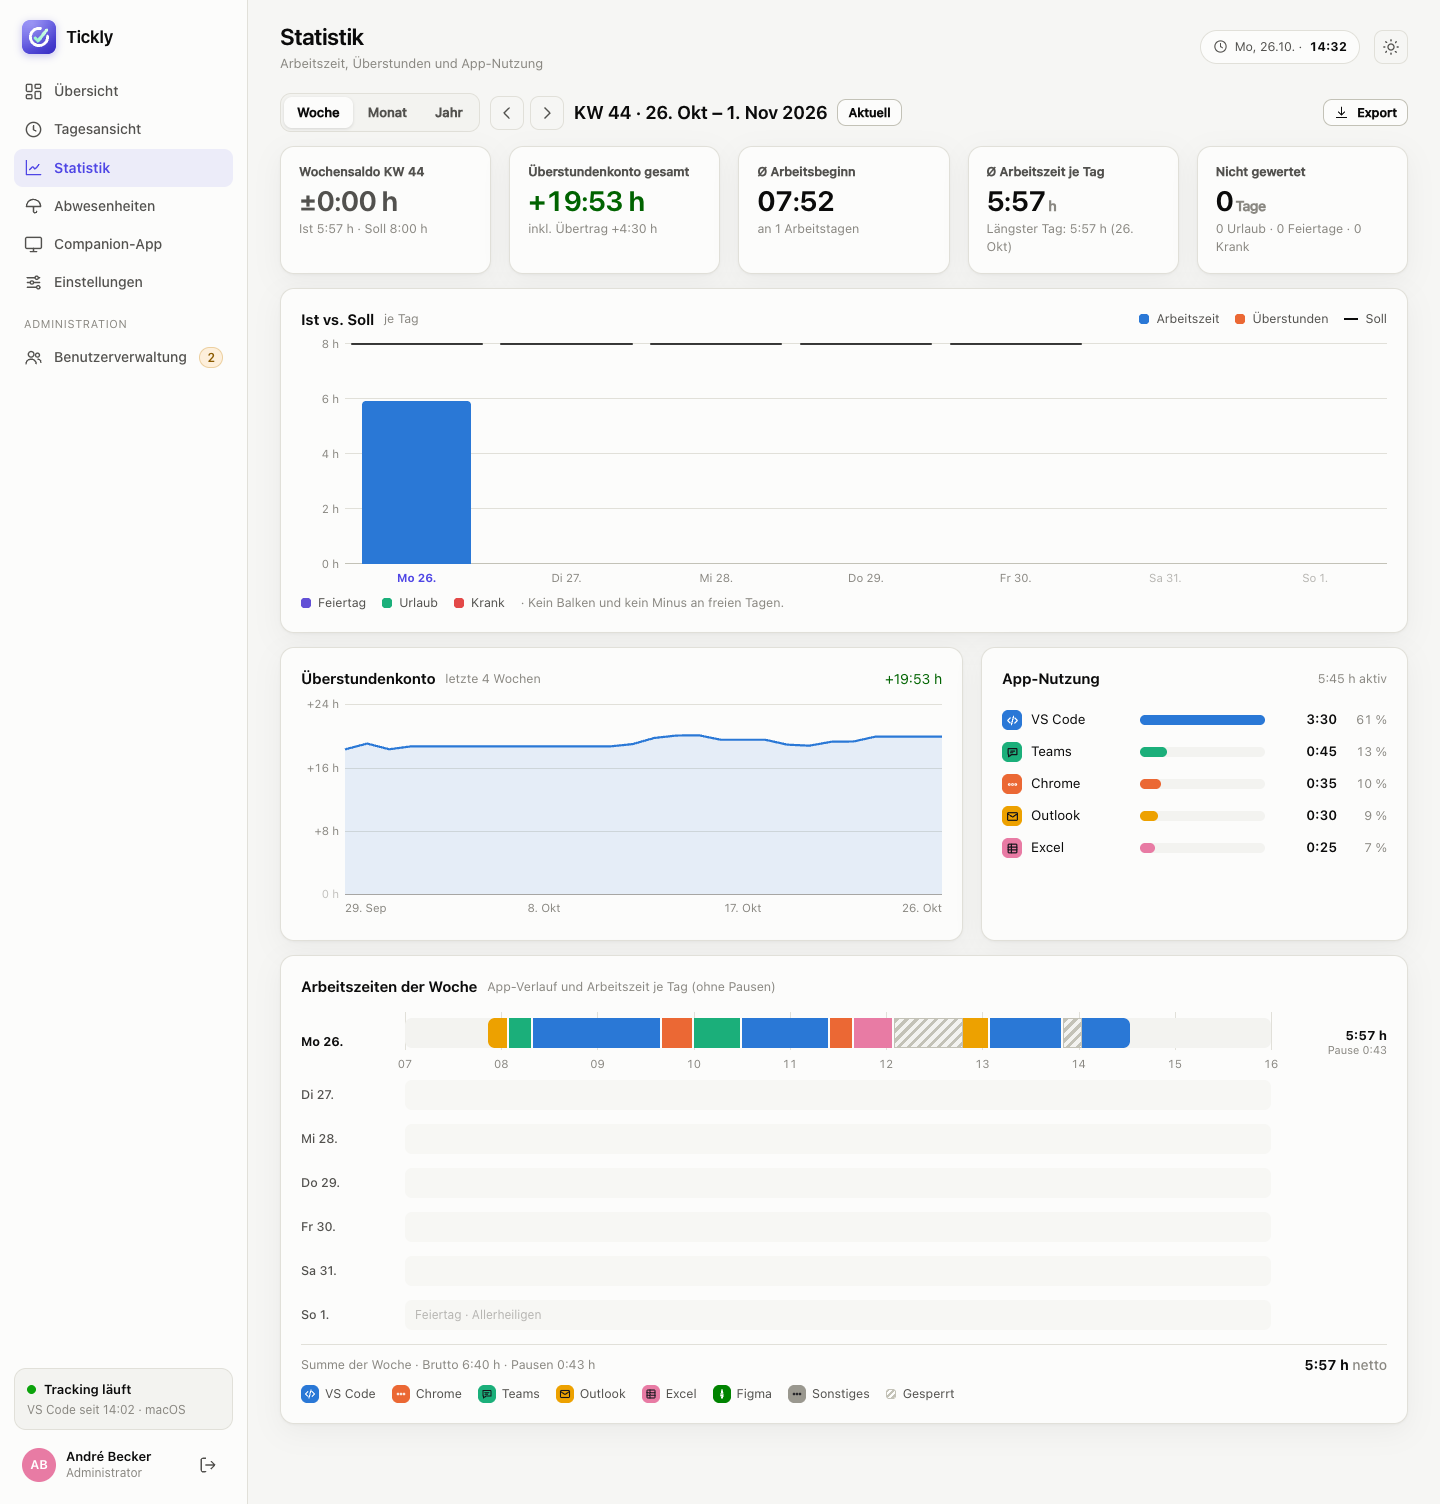 Tickly
Übersicht
Tagesansicht
Statistik
Abwesenheiten
Companion-App
Einstellungen
ADMINISTRATION
Benutzerverwaltung 2
Tracking läuft
VS Code seit 14:02 · macOS
AB
André Becker
Administrator
Statistik
Arbeitszeit, Überstunden und App-Nutzung
Mo, 26.10. · 14:32
Woche Monat Jahr
KW 44 · 26. Okt – 1. Nov 2026
Aktuell
Export
Wochensaldo KW 44
±0:00 h
Ist 5:57 h · Soll 8:00 h
Überstundenkonto gesamt
+19:53 h
inkl. Übertrag +4:30 h
Ø Arbeitsbeginn
07:52
an 1 Arbeitstagen
Ø Arbeitszeit je Tag
5:57 h
Längster Tag: 5:57 h (26.
Okt)
Nicht gewertet
0 Tage
0 Urlaub · 0 Feiertage · 0
Krank
Ist vs. Soll je Tag
Arbeitszeit Überstunden Soll
8 h
6 h
4 h
2 h
0 h
Mo 26. Di 27. Mi 28. Do 29. Fr 30. Sa 31. So 1.
Feiertag Urlaub Krank · Kein Balken und kein Minus an freien Tagen.
Überstundenkonto letzte 4 Wochen
+19:53 h
+24 h
+16 h
+8 h
0 h
29. Sep 8. Okt 17. Okt 26. Okt
App-Nutzung
5:45 h aktiv
VS Code 3:30 61 %
Teams 0:45 13 %
Chrome 0:35 10 %
Outlook 0:30 9 %
Excel 0:25 7 %
Arbeitszeiten der Woche App-Verlauf und Arbeitszeit je Tag (ohne Pausen)
Mo 26.
5:57 h
Pause 0:43
07 08 09 10 11 12 13 14 15 16
Di 27.
Mi 28.
Do 29.
Fr 30.
Sa 31.
So 1. Feiertag · Allerheiligen
Summe der Woche · Brutto 6:40 h · Pausen 0:43 h
5:57 h netto
VS Code Chrome Teams Outlook Excel Figma Sonstiges Gesperrt